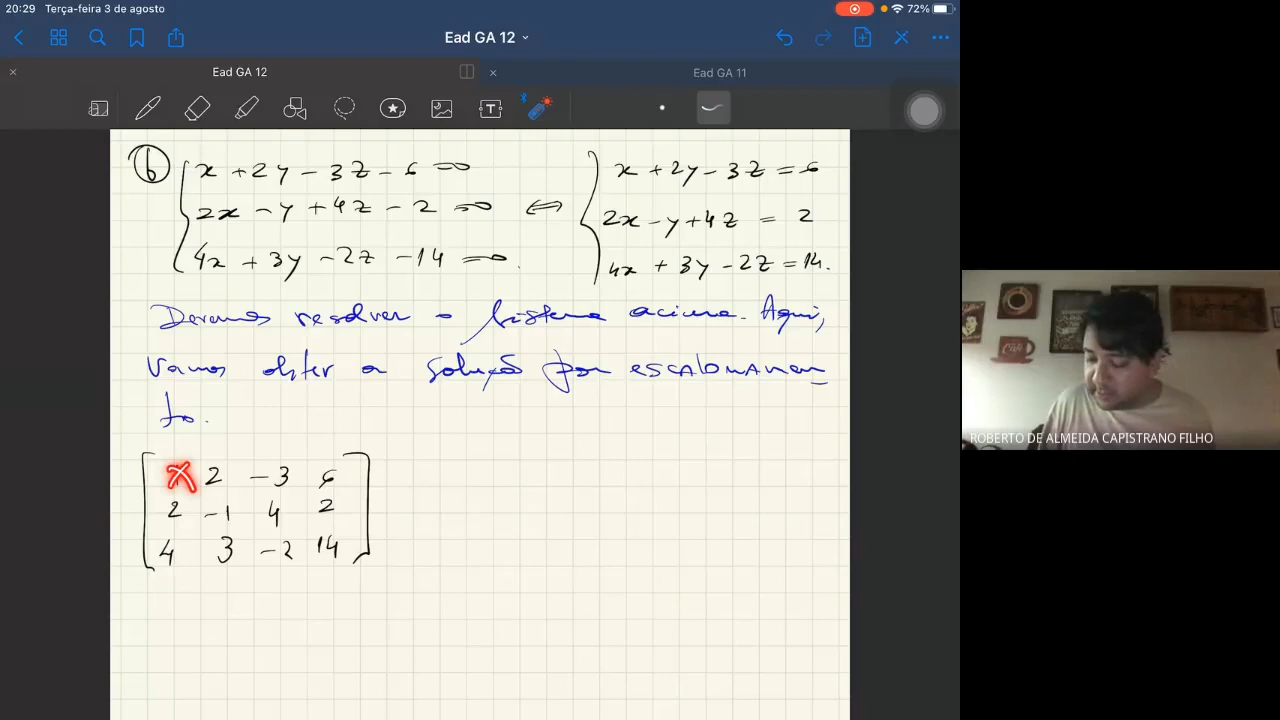 20:29 Terça-feira 3 de agosto
72%
Ead GA 12
Ead GA 12
Ead GA 11
b
x + 2y - 3z - 6 = 0
2x - y + 4z - 2 = 0
4x + 3y - 2z - 14 = 0.
⇔
x + 2y - 3z = 6
2x - y + 4z = 2
4x + 3y - 2z = 14.
Devemos resolver o sistema acima. Aqui,
vamos obter a solução por escalonamen
to.
2 -3 6
2 -1 4 2
4 3 -2 14
ROBERTO DE ALMEIDA CAPISTRANO FILHO